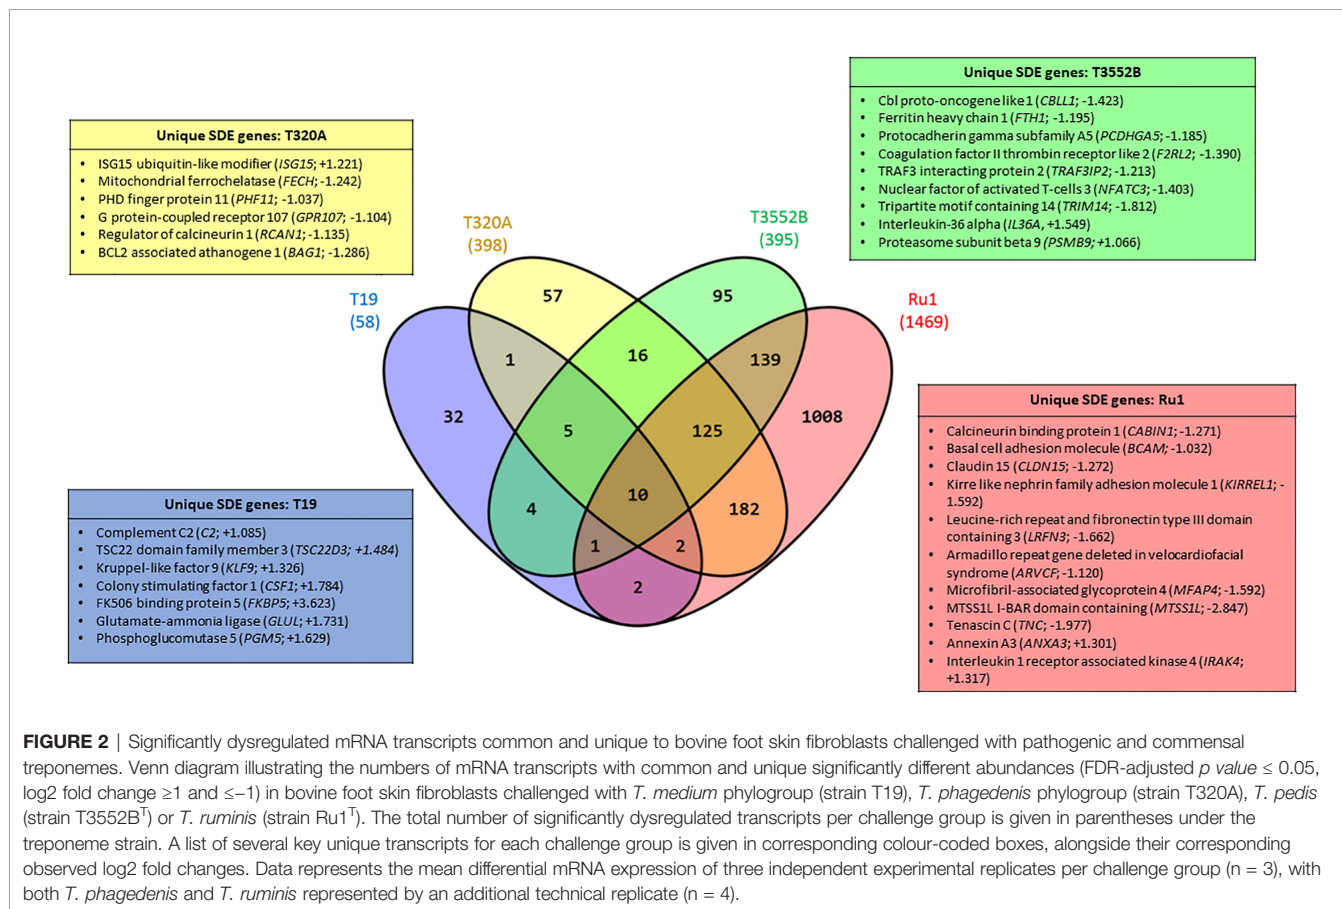 Unique SDE genes: T3552B
• Cbl proto-oncogene like 1 (CBLL1; -1.423)
• Ferritin heavy chain 1 (FTH1; -1.195)
• Protocadherin gamma subfamily A5 (PCDHGA5; -1.185)
• Coagulation factor II thrombin receptor like 2 (F2RL2; -1.390)
• TRAF3 interacting protein 2 (TRAF3IP2; -1.213)
• Nuclear factor of activated T-cells 3 (NFATC3; -1.403)
• Tripartite motif containing 14 (TRIM14; -1.812)
• Interleukin-36 alpha (IL36A, +1.549)
• Proteasome subunit beta 9 (PSMB9; +1.066)
Unique SDE genes: T320A
• ISG15 ubiquitin-like modifier (ISG15; +1.221)
• Mitochondrial ferrochelatase (FECH; -1.242)
• PHD finger protein 11 (PHF11; -1.037)
• G protein-coupled receptor 107 (GPR107; -1.104)
• Regulator of calcineurin 1 (RCAN1; -1.135)
• BCL2 associated athanogene 1 (BAG1; -1.286)
T320A
(398)
T3552B
(395)
T19
(58)
Ru1
(1469)
57
95
1
16
139
32
5
125
1008
4
10
182
1
2
2
Unique SDE genes: T19
• Complement C2 (C2; +1.085)
• TSC22 domain family member 3 (TSC22D3; +1.484)
• Kruppel-like factor 9 (KLF9; +1.326)
• Colony stimulating factor 1 (CSF1; +1.784)
• FK506 binding protein 5 (FKBP5; +3.623)
• Glutamate-ammonia ligase (GLUL; +1.731)
• Phosphoglucomutase 5 (PGM5; +1.629)
Unique SDE genes: Ru1
• Calcineurin binding protein 1 (CABIN1; -1.271)
• Basal cell adhesion molecule (BCAM; -1.032)
• Claudin 15 (CLDN15; -1.272)
• Kirre like nephrin family adhesion molecule 1 (KIRREL1; -
1.592)
• Leucine-rich repeat and fibronectin type III domain
containing 3 (LRFN3; -1.662)
• Armadillo repeat gene deleted in velocardiofacial
syndrome (ARVCF; -1.120)
• Microfibril-associated glycoprotein 4 (MFAP4; -1.592)
• MTSS1L I-BAR domain containing (MTSS1L; -2.847)
• Tenascin C (TNC; -1.977)
• Annexin A3 (ANXA3; +1.301)
• Interleukin 1 receptor associated kinase 4 (IRAK4;
+1.317)
FIGURE 2 | Significantly dysregulated mRNA transcripts common and unique to bovine foot skin fibroblasts challenged with pathogenic and commensal
treponemes. Venn diagram illustrating the numbers of mRNA transcripts with common and unique significantly different abundances (FDR-adjusted p value ≤ 0.05,
log2 fold change ≥1 and ≤−1) in bovine foot skin fibroblasts challenged with T. medium phylogroup (strain T19), T. phagedenis phylogroup (strain T320A), T. pedis
(strain T3552Bᵀ) or T. ruminis (strain Ru1ᵀ). The total number of significantly dysregulated transcripts per challenge group is given in parentheses under the
treponeme strain. A list of several key unique transcripts for each challenge group is given in corresponding colour-coded boxes, alongside their corresponding
observed log2 fold changes. Data represents the mean differential mRNA expression of three independent experimental replicates per challenge group (n = 3), with
both T. phagedenis and T. ruminis represented by an additional technical replicate (n = 4).